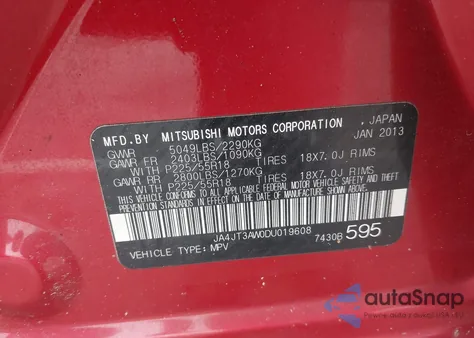 MFD.BY MITSUBISHI MOTORS CORPORATION, JAPAN
GVWR 5049LBS/2290KG JAN 2013
GAWR FR 2403LBS/1090KG
WITH P225/55R18 TIRES 18X7.0J RIMS
GAWR RR 2800LBS/1270KG
WITH P225/55R18 TIRES 18X7.0J RIMS
THIS VEHICLE CONFORMS TO ALL APPLICABLE FEDERAL MOTOR VEHICLE SAFETY, BUMPER, AND THEFT
PREVENTION STANDARDS IN EFFECT ON THE DATE OF MANUFACTURE SHOWN ABOVE.
JA4JT3AW0DU019608 7430B 595
VEHICLE TYPE: MPV
autoSnap